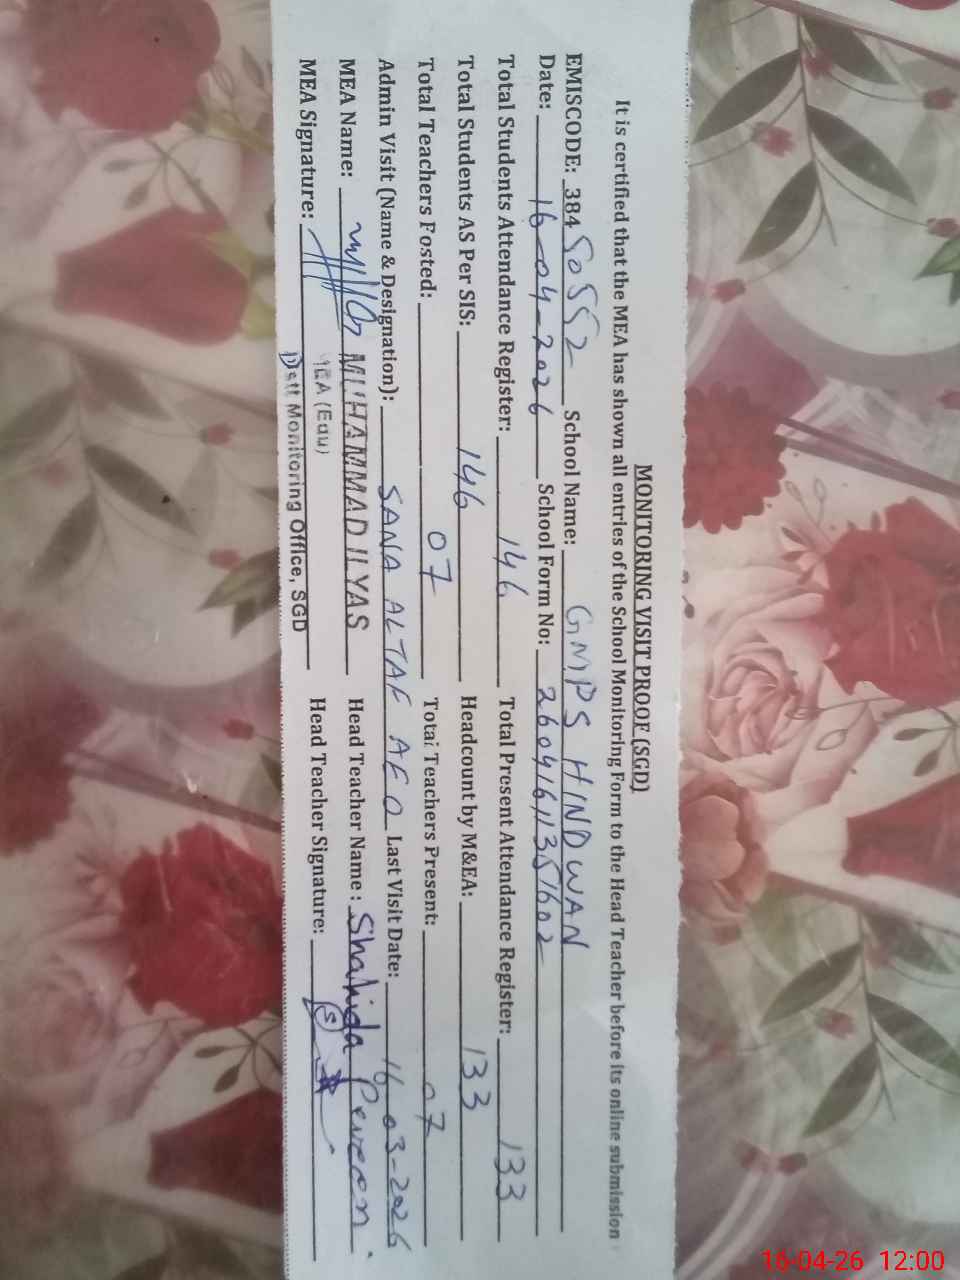 MONITORING VISIT PROOF (SGD)
It is certified that the MEA has shown all entries of the School Monitoring Form to the Head Teacher before its online submission
EMISCODE: 38450552 School Name: GMPS HINDWAN
Date: 16-04-2026 School Form No: 26041611351602
Total Students Attendance Register: 146 Total Present Attendance Register: 133
Total Students AS Per SIS: 146 Headcount by M&EA: 133
Total Teachers Posted: 07 Total Teachers Present: 07
Admin Visit (Name & Designation): SANA ALTAF AEO Last Visit Date: 16-03-2026
MEA Name: MUHAMMAD ILYAS Head Teacher Name: Shahida Perveen
MEA (Edu)
MEA Signature: Distt Monitoring Office, SGD Head Teacher Signature:
16-04-26 12:00